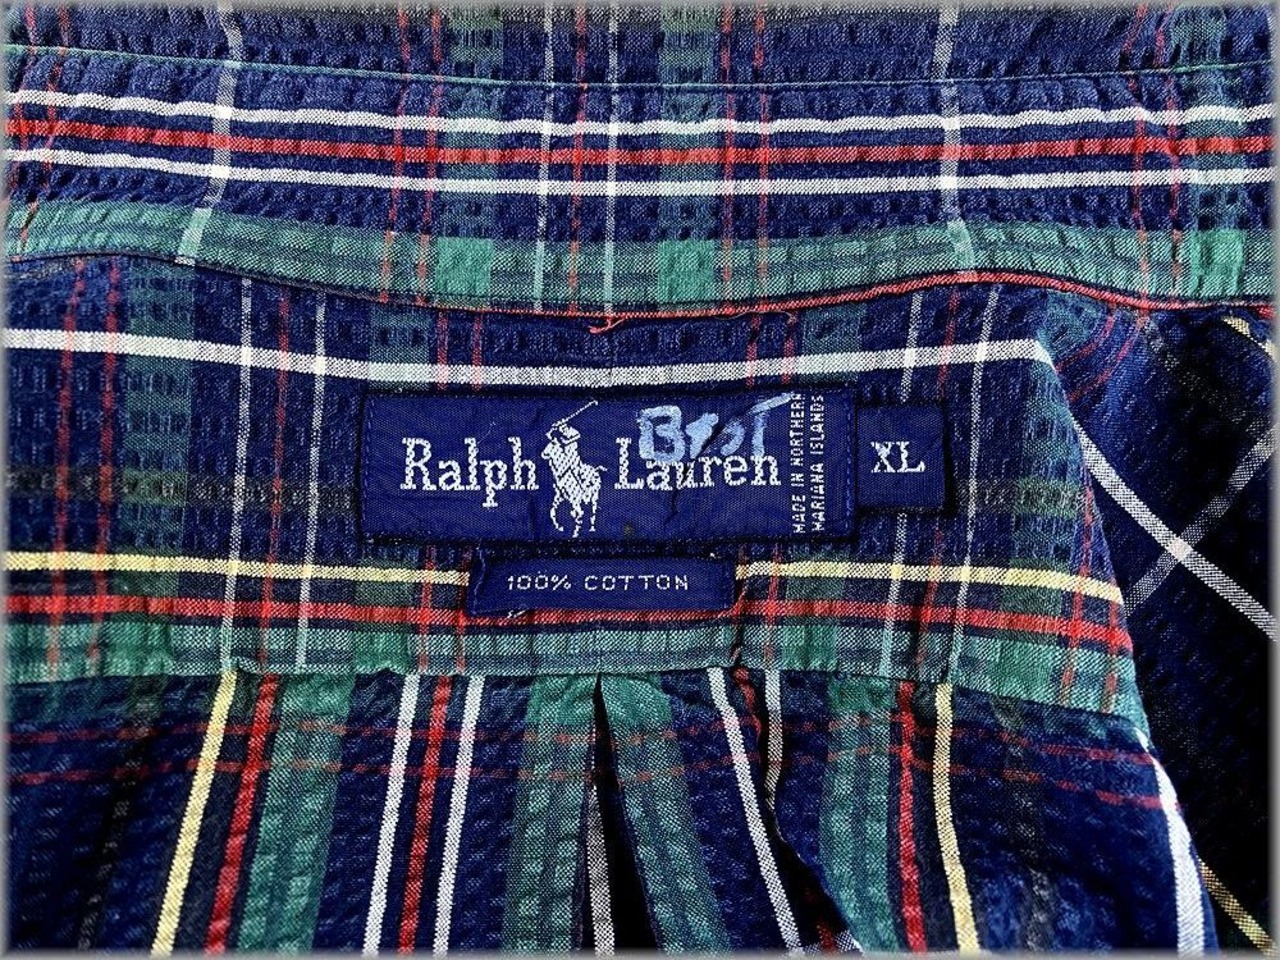 Ralph Lauren
MADE IN NORTHERN
MARIANA ISLANDS
XL
100% COTTON